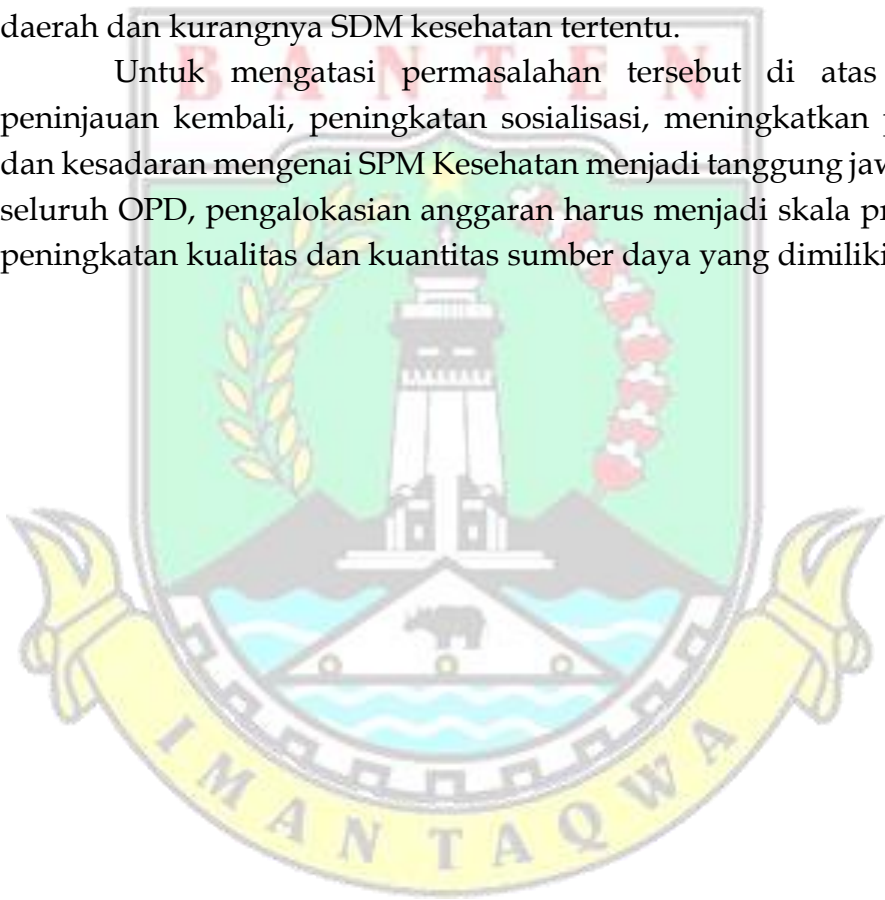 daerah dan kurangnya SDM kesehatan tertentu.
BANTEN
Untuk mengatasi permasalahan tersebut di atas
peninjauan kembali, peningkatan sosialisasi, meningkatkan
dan kesadaran mengenai SPM Kesehatan menjadi tanggung
seluruh OPD, pengalokasian anggaran harus menjadi skala
peningkatan kualitas dan kuantitas sumber daya yang dimiliki
IMAN TAQWA